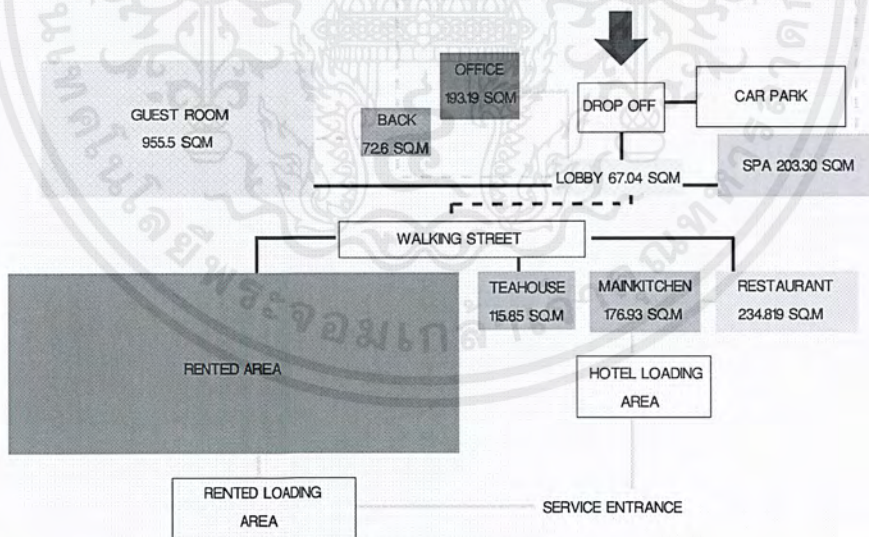 OFFICE
193.19 SQM
DROP OFF
CAR PARK
GUEST ROOM
955.5 SQM
BACK
72.6 SQ.M
LOBBY 67.04 SQM
SPA 203.30 SQM
WALKING STREET
TEAHOUSE
115.85 SQ.M
MAINKITCHEN
176.93 SQ.M
RESTAURANT
234.819 SQ.M
RENTED AREA
HOTEL LOADING
AREA
RENTED LOADING
AREA
SERVICE ENTRANCE